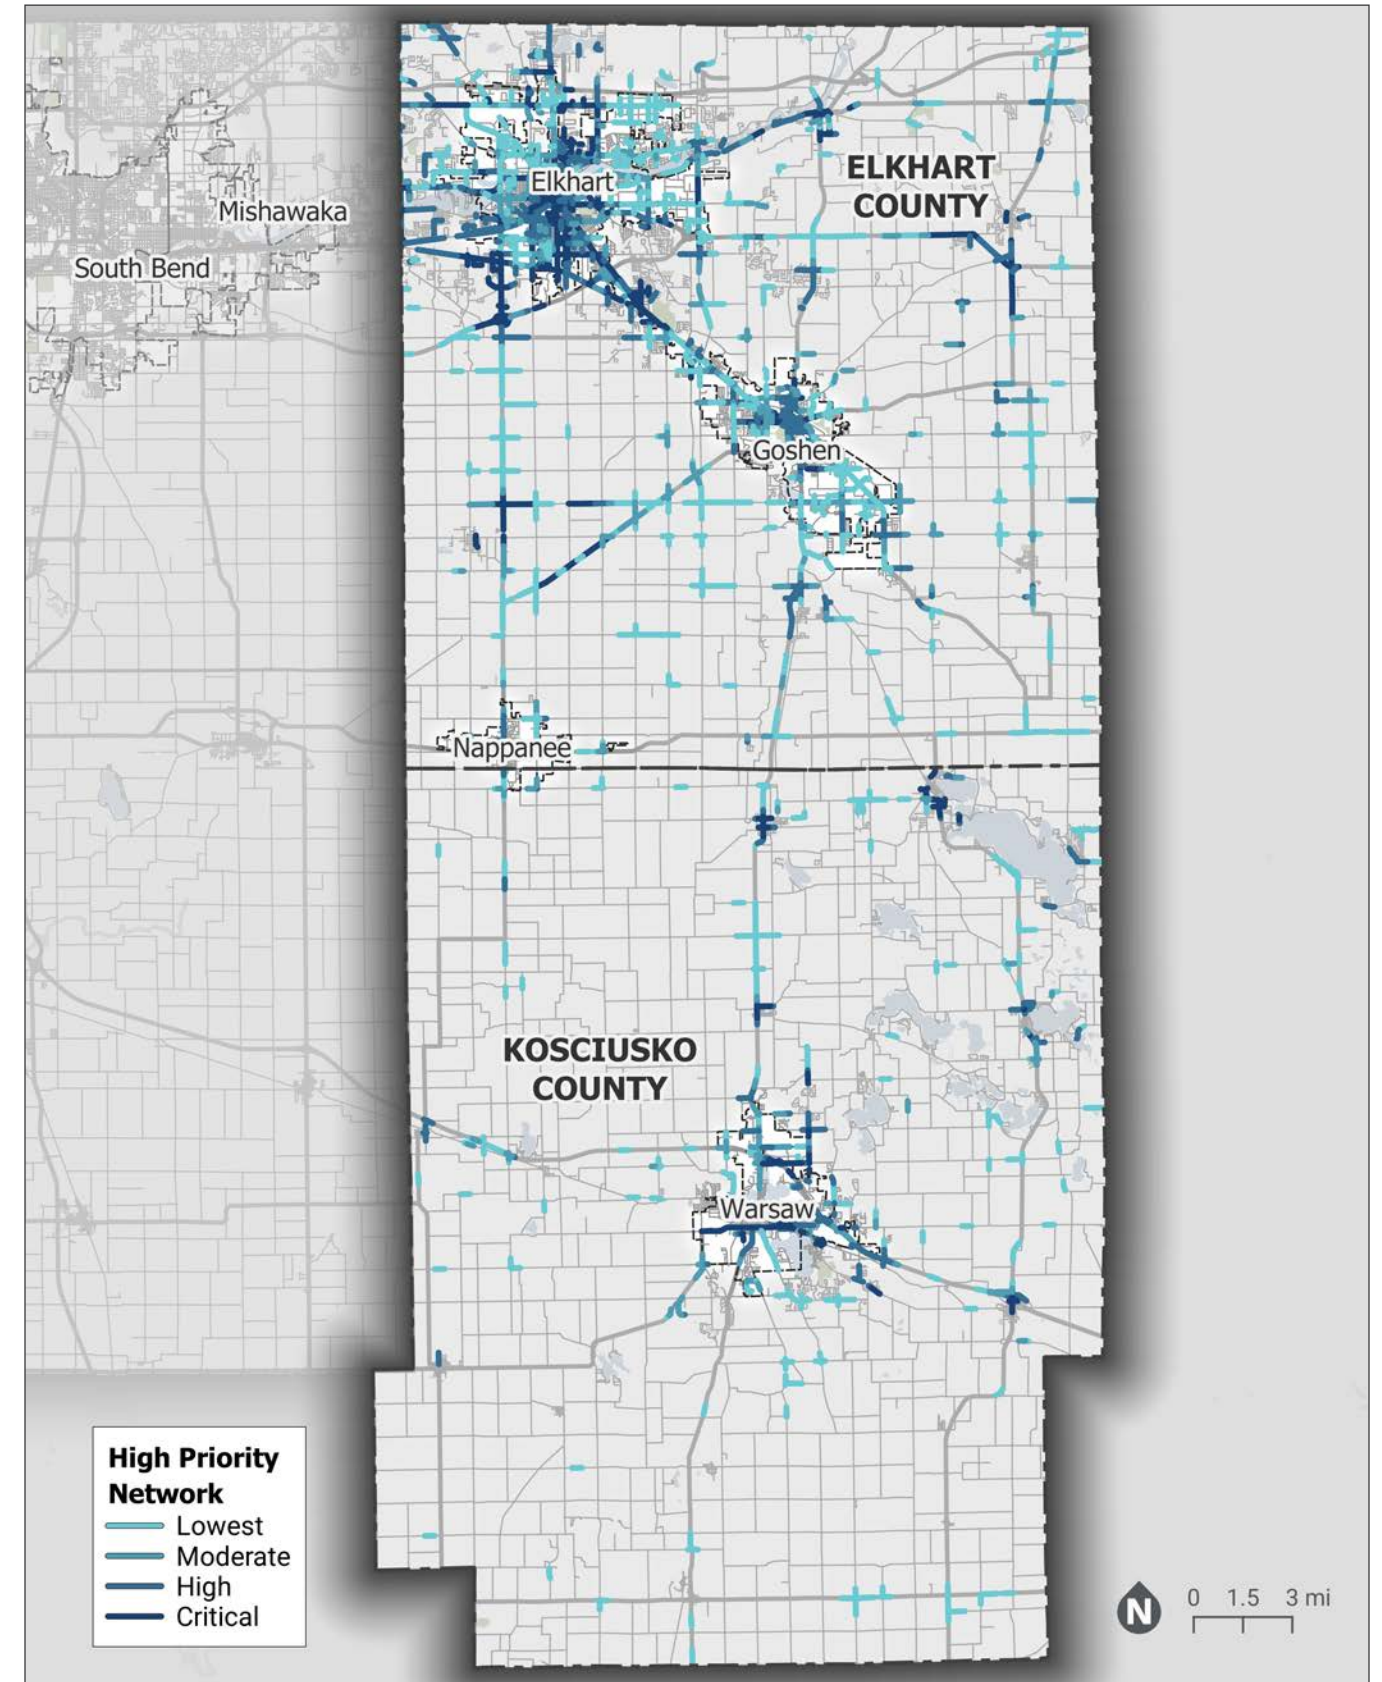 ELKHART
COUNTY
Elkhart
Mishawaka
South Bend
Goshen
Nappanee
KOSCIUSKO
COUNTY
Warsaw
High Priority
Network
Lowest
Moderate
High
Critical
N
0 1.5 3 mi